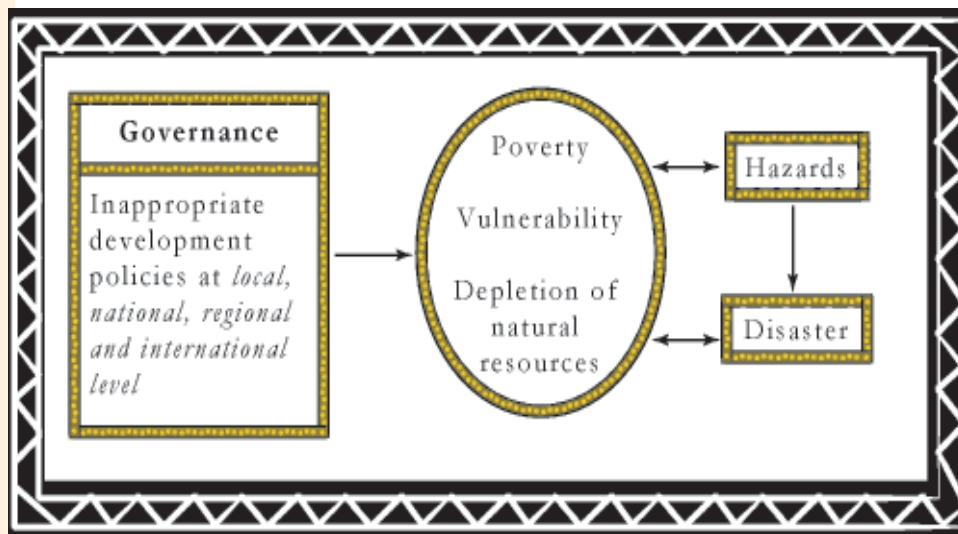 Governance
Inappropriate
development
policies at local,
national, regional
and international
level
Poverty
Vulnerability
Depletion of
natural
resources
Hazards
Disaster